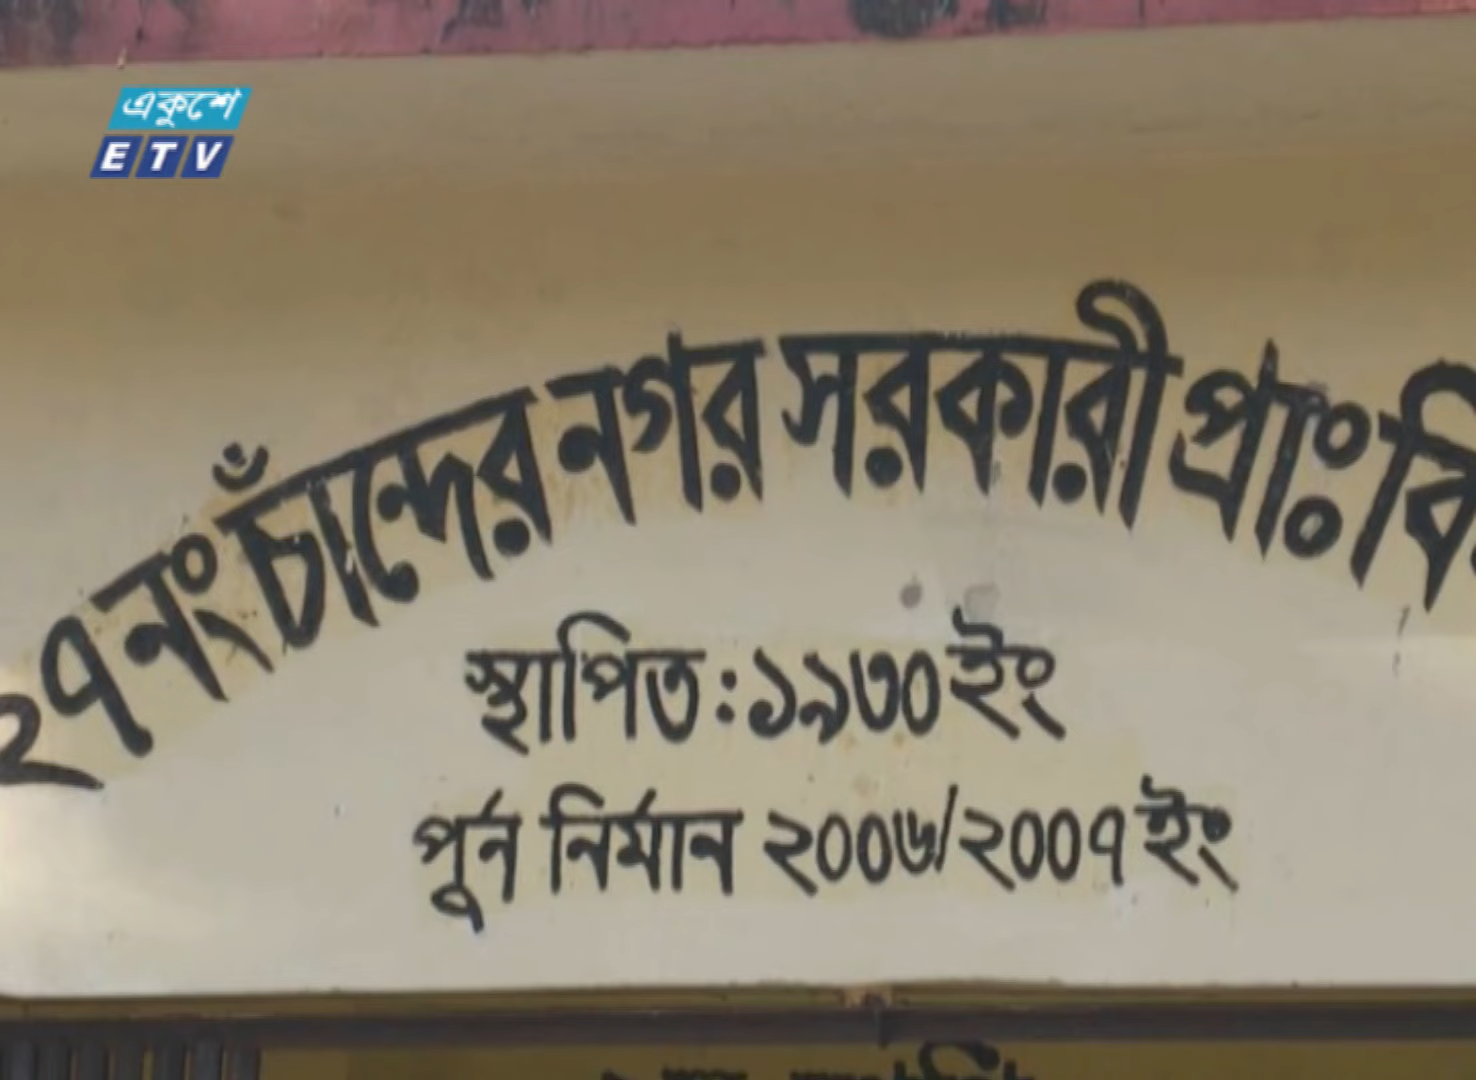 একুশে
ETV
২৭ নং চাঁন্দের নগর সরকারী প্রাঃ বি
স্থাপিত : ১৯৩০ ইং
পূর্ন নির্মান ২০০৬/২০০৭ ইং